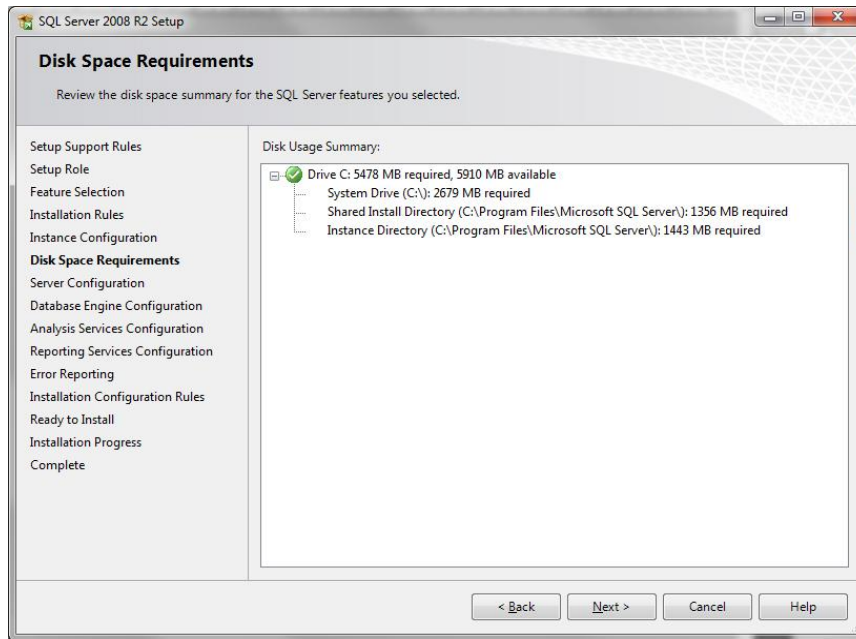 SQL Server 2008 R2 Setup
Disk Space Requirements
Review the disk space summary for the SQL Server features you selected.
Setup Support Rules
Setup Role
Feature Selection
Installation Rules
Instance Configuration
Disk Space Requirements
Server Configuration
Database Engine Configuration
Analysis Services Configuration
Reporting Services Configuration
Error Reporting
Installation Configuration Rules
Ready to Install
Installation Progress
Complete
Disk Usage Summary:
Drive C: 5478 MB required, 5910 MB available
System Drive (C:\): 2679 MB required
Shared Install Directory (C:\Program Files\Microsoft SQL Server\): 1356 MB required
Instance Directory (C:\Program Files\Microsoft SQL Server\): 1443 MB required
< Back
Next >
Cancel
Help